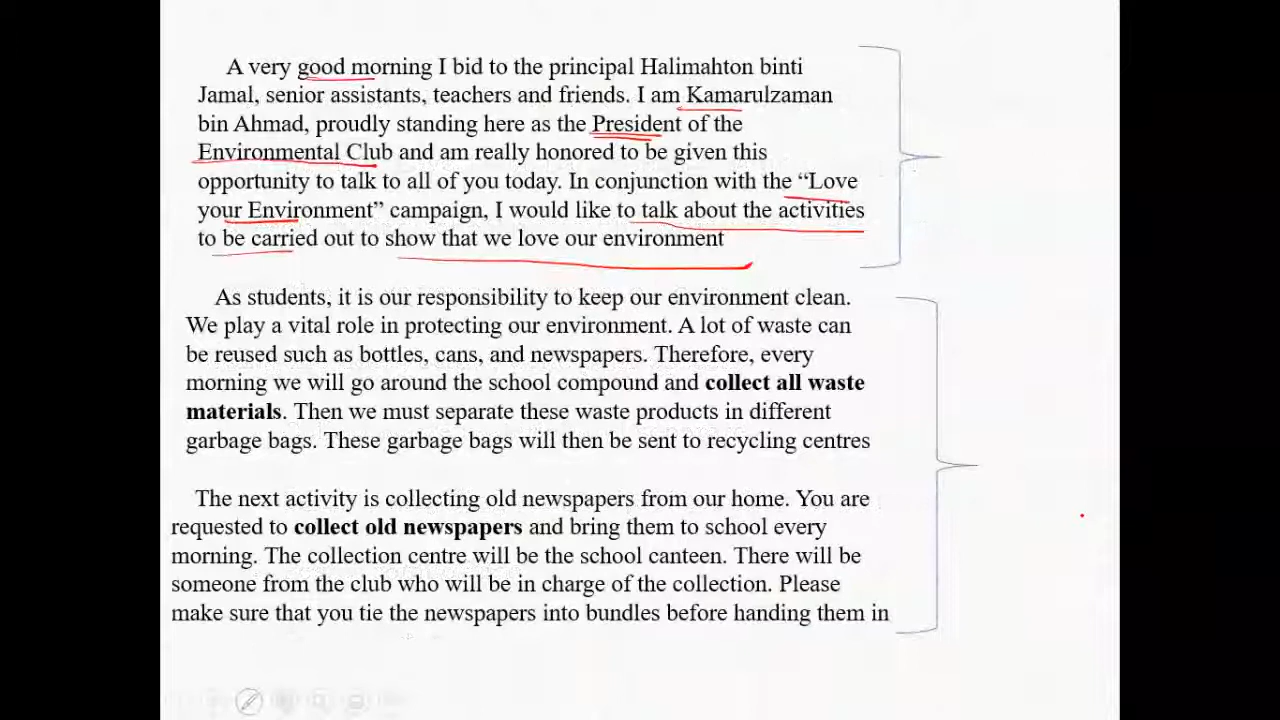 A very good morning I bid to the principal Halimahton binti
Jamal, senior assistants, teachers and friends. I am Kamarulzaman
bin Ahmad, proudly standing here as the President of the
Environmental Club and am really honored to be given this
opportunity to talk to all of you today. In conjunction with the “Love
your Environment” campaign, I would like to talk about the activities
to be carried out to show that we love our environment
As students, it is our responsibility to keep our environment clean.
We play a vital role in protecting our environment. A lot of waste can
be reused such as bottles, cans, and newspapers. Therefore, every
morning we will go around the school compound and collect all waste
materials. Then we must separate these waste products in different
garbage bags. These garbage bags will then be sent to recycling centres
The next activity is collecting old newspapers from our home. You are
requested to collect old newspapers and bring them to school every
morning. The collection centre will be the school canteen. There will be
someone from the club who will be in charge of the collection. Please
make sure that you tie the newspapers into bundles before handing them in